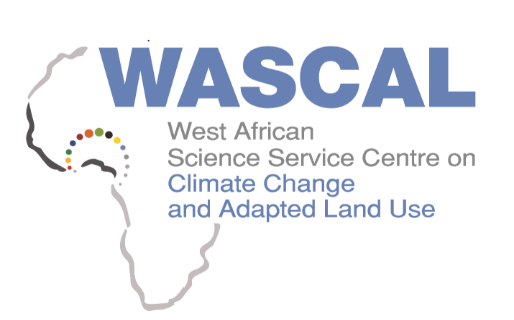 WASCAL
West African
Science Service Centre on
Climate Change
and Adapted Land Use